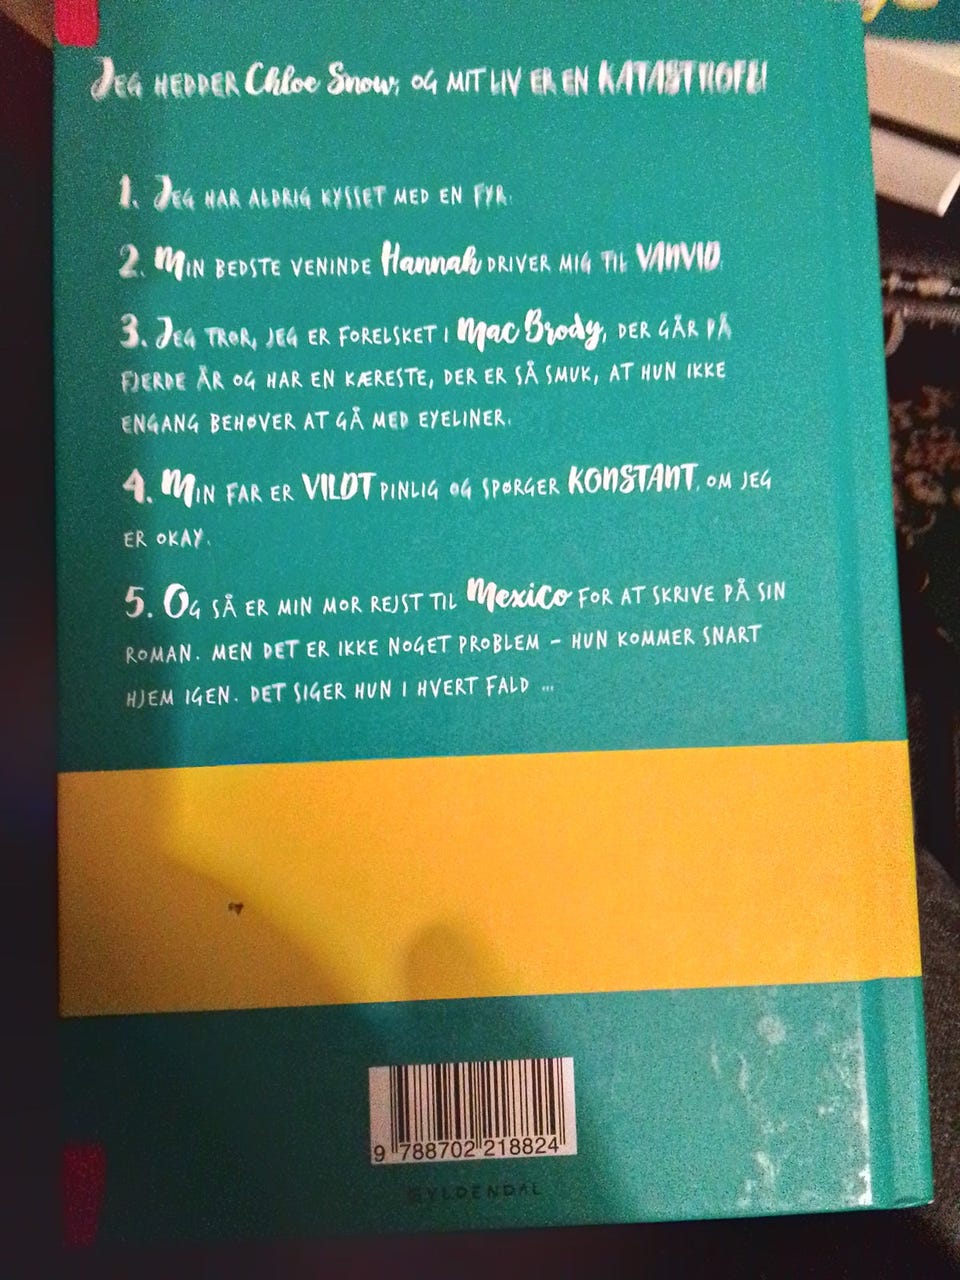 Jeg hedder Chloe Snow, og mit liv er en KATASTROFE!
1. Jeg har aldrig kysset med en fyr.
2. Min bedste veninde Hannah driver mig til VANVID.
3. Jeg tror, jeg er forelsket i Mac Brody, der går på
fjerde år og har en kæreste, der er så smuk, at hun ikke
engang behøver at gå med eyeliner.
4. Min far er VILDT pinlig og spørger KONSTANT, om jeg
er okay.
5. Og så er min mor rejst til Mexico for at skrive på sin
roman. Men det er ikke noget problem – hun kommer snart
hjem igen. Det siger hun i hvert fald ...
9 788702 218824
GYLDENDAL